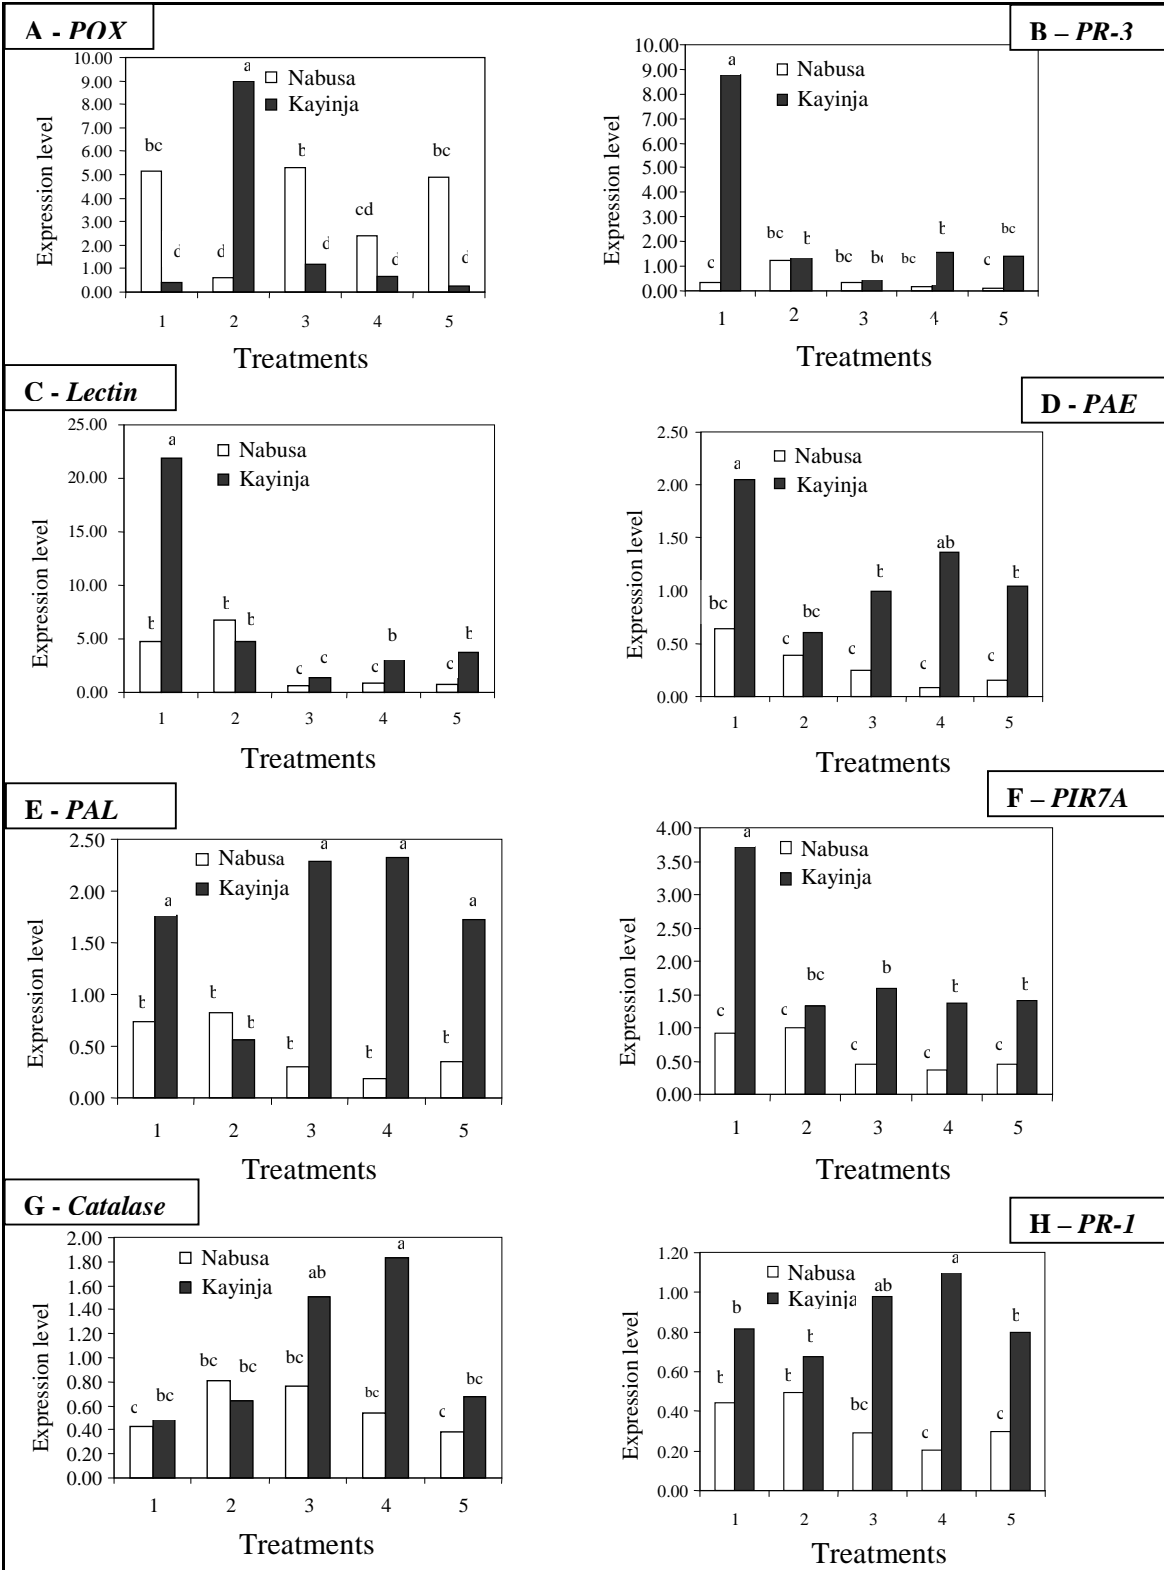 A - POX
10.00
9.00
8.00
7.00
6.00
5.00
4.00
3.00
2.00
1.00
0.00
Expression level
Nabusa
Kayinja
bc
d
d
a
b
d
cd
d
bc
d
1 2 3 4 5
Treatments
B – PR-3
10.00
9.00
8.00
7.00
6.00
5.00
4.00
3.00
2.00
1.00
0.00
Expression level
Nabusa
Kayinja
c
a
bc
b
bc
bc
bc
b
c
bc
1 2 3 4 5
Treatments
C - Lectin
25.00
20.00
15.00
10.00
5.00
0.00
Expression level
Nabusa
Kayinja
b
a
b
b
c
c
c
b
c
b
1 2 3 4 5
Treatments
D - PAE
2.50
2.00
1.50
1.00
0.50
0.00
Expression level
Nabusa
Kayinja
bc
a
c
bc
c
b
c
ab
c
b
1 2 3 4 5
Treatments
E - PAL
2.50
2.00
1.50
1.00
0.50
0.00
Expression level
Nabusa
Kayinja
b
a
b
b
b
a
b
a
b
a
1 2 3 4 5
Treatments
F – PIR7A
4.00
3.50
3.00
2.50
2.00
1.50
1.00
0.50
0.00
Expression level
Nabusa
Kayinja
c
a
c
bc
c
b
c
b
c
b
1 2 3 4 5
Treatments
G - Catalase
2.00
1.80
1.60
1.40
1.20
1.00
0.80
0.60
0.40
0.20
0.00
Expression level
Nabusa
Kayinja
c
bc
bc
bc
bc
ab
bc
a
c
bc
1 2 3 4 5
Treatments
H – PR-1
1.20
1.00
0.80
0.60
0.40
0.20
0.00
Expression level
Nabusa
Kayinja
b
b
b
b
bc
ab
c
a
c
b
1 2 3 4 5
Treatments